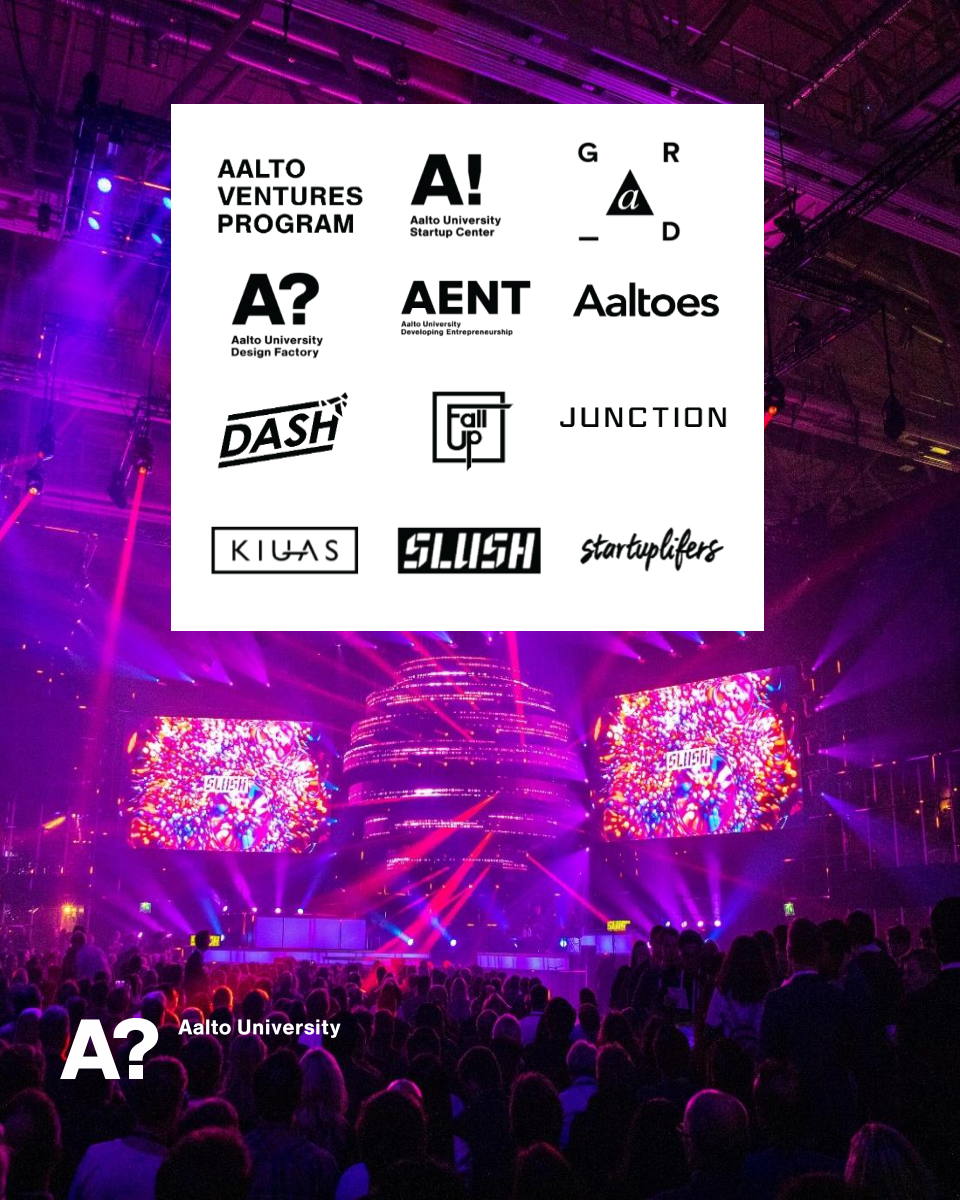 AALTO
VENTURES
PROGRAM
A!
Aalto University
Startup Center
G R
a
_ D
A?
Aalto University
Design Factory
AENT
Aalto University
Developing Entrepreneurship
Aaltoes
DASH
Fall
Up
JUNCTION
KIUAS
SLUSH
startuplifers
SLUSH
SLUSH
SLUSH
A? Aalto University